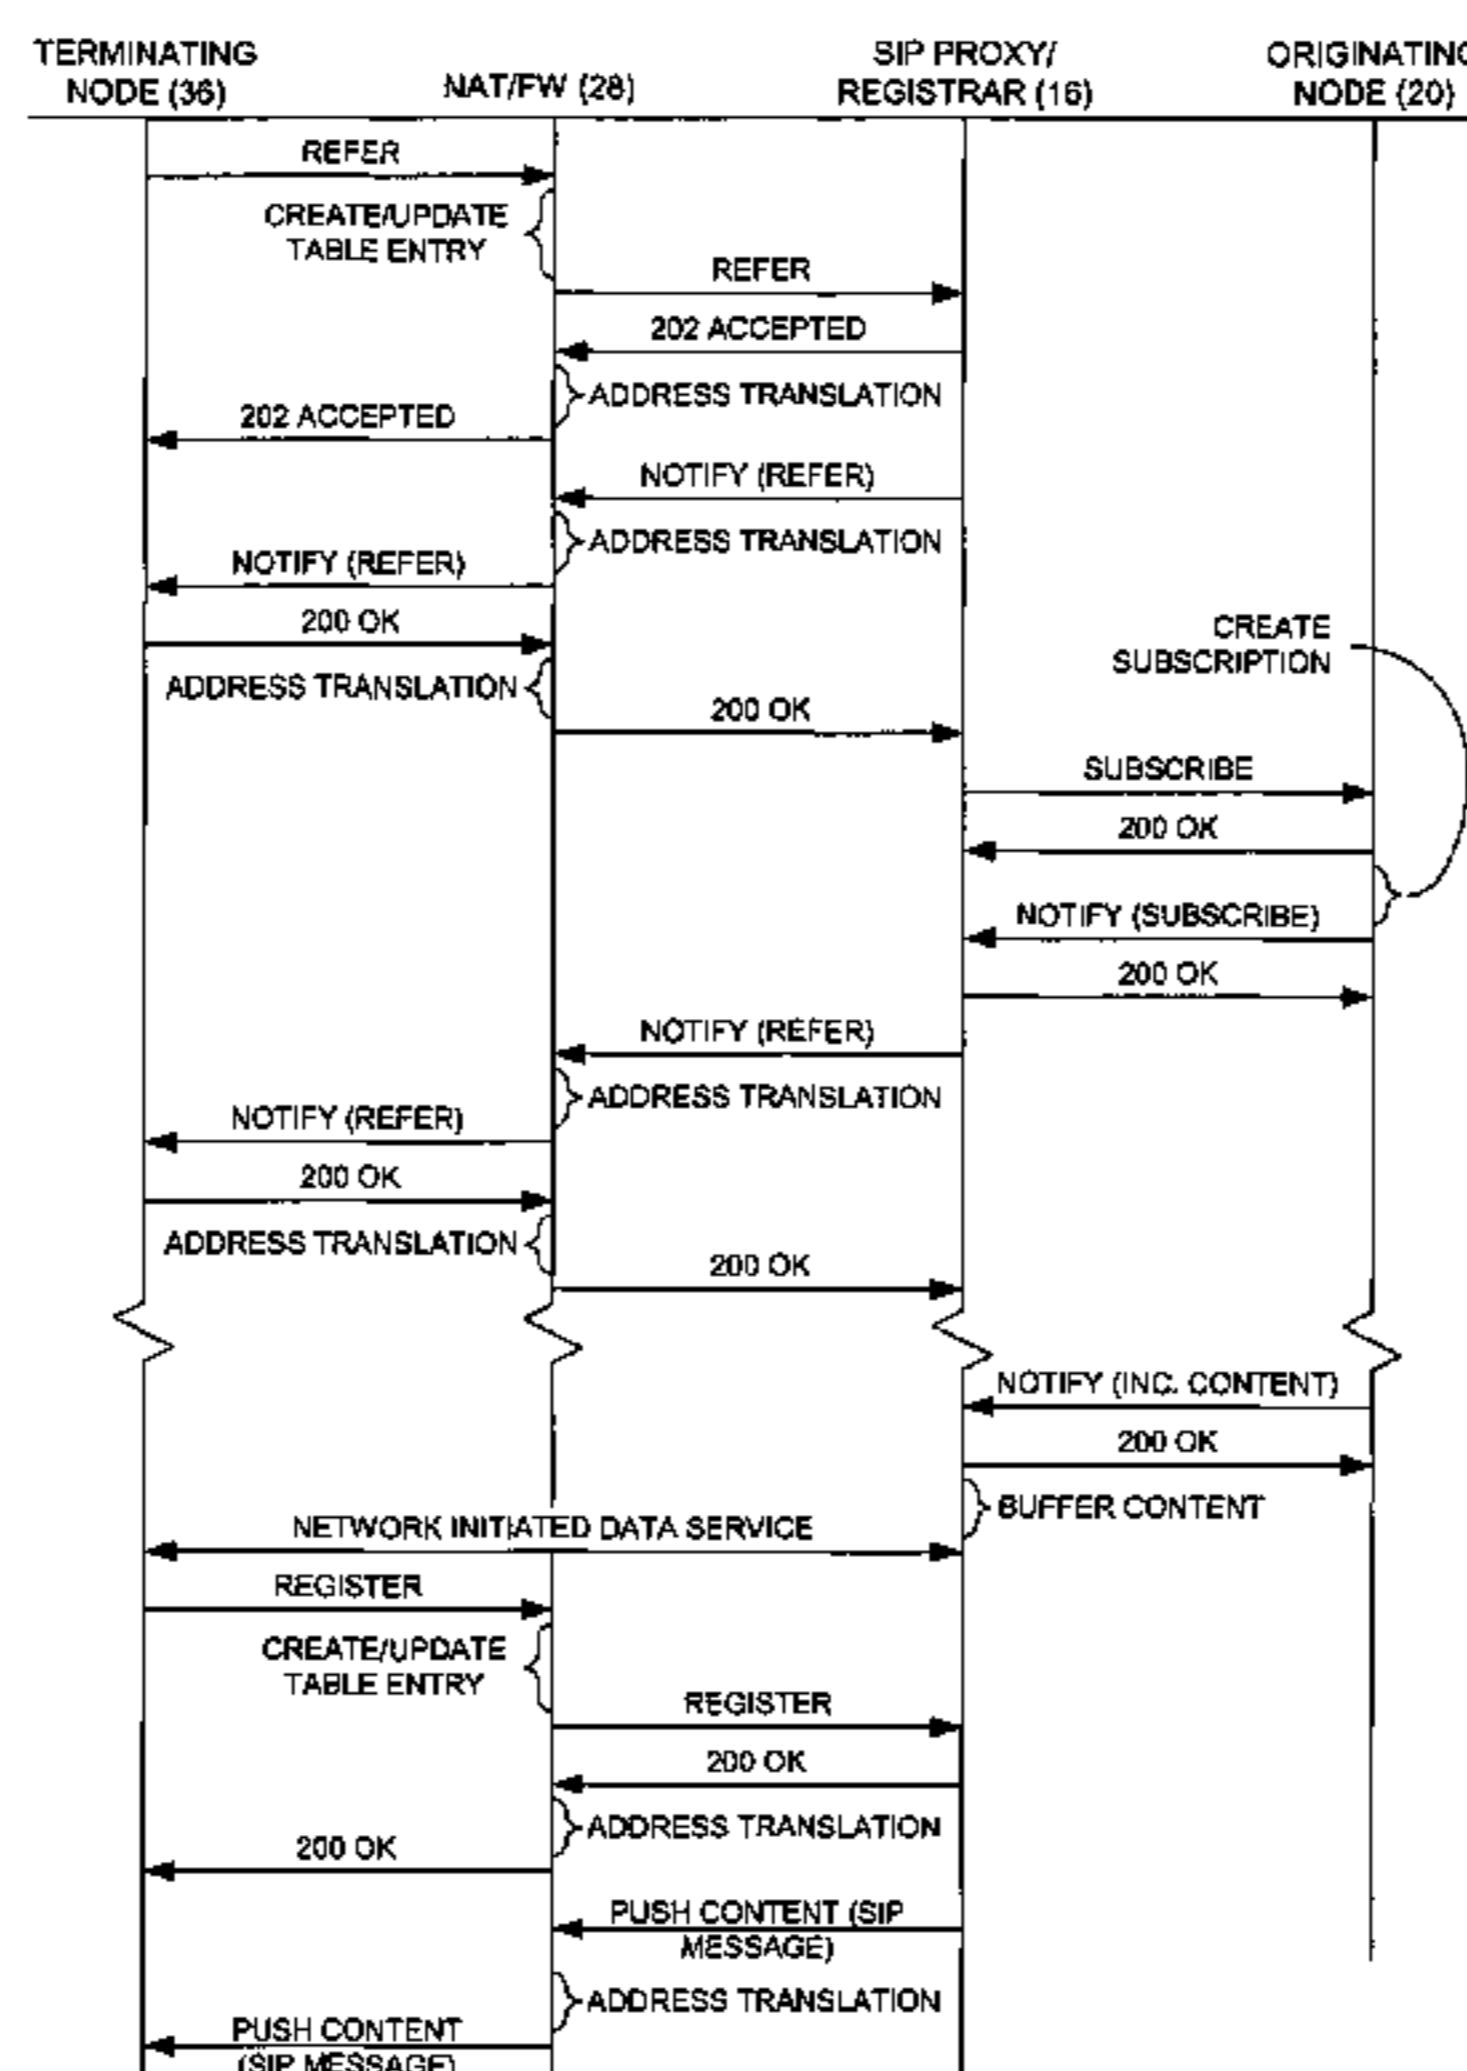 TERMINATING
NODE (36)
NAT/FW (28)
SIP PROXY/
REGISTRAR (16)
ORIGINATING
NODE (20)
REFER
CREATE/UPDATE
TABLE ENTRY
REFER
202 ACCEPTED
ADDRESS TRANSLATION
202 ACCEPTED
NOTIFY (REFER)
ADDRESS TRANSLATION
NOTIFY (REFER)
200 OK
CREATE
SUBSCRIPTION
ADDRESS TRANSLATION
200 OK
SUBSCRIBE
200 OK
NOTIFY (SUBSCRIBE)
200 OK
NOTIFY (REFER)
ADDRESS TRANSLATION
NOTIFY (REFER)
200 OK
ADDRESS TRANSLATION
200 OK
NOTIFY (INC. CONTENT)
200 OK
BUFFER CONTENT
NETWORK INITIATED DATA SERVICE
REGISTER
CREATE/UPDATE
TABLE ENTRY
REGISTER
200 OK
ADDRESS TRANSLATION
200 OK
PUSH CONTENT (SIP
MESSAGE)
ADDRESS TRANSLATION
PUSH CONTENT
(SIP MESSAGE)